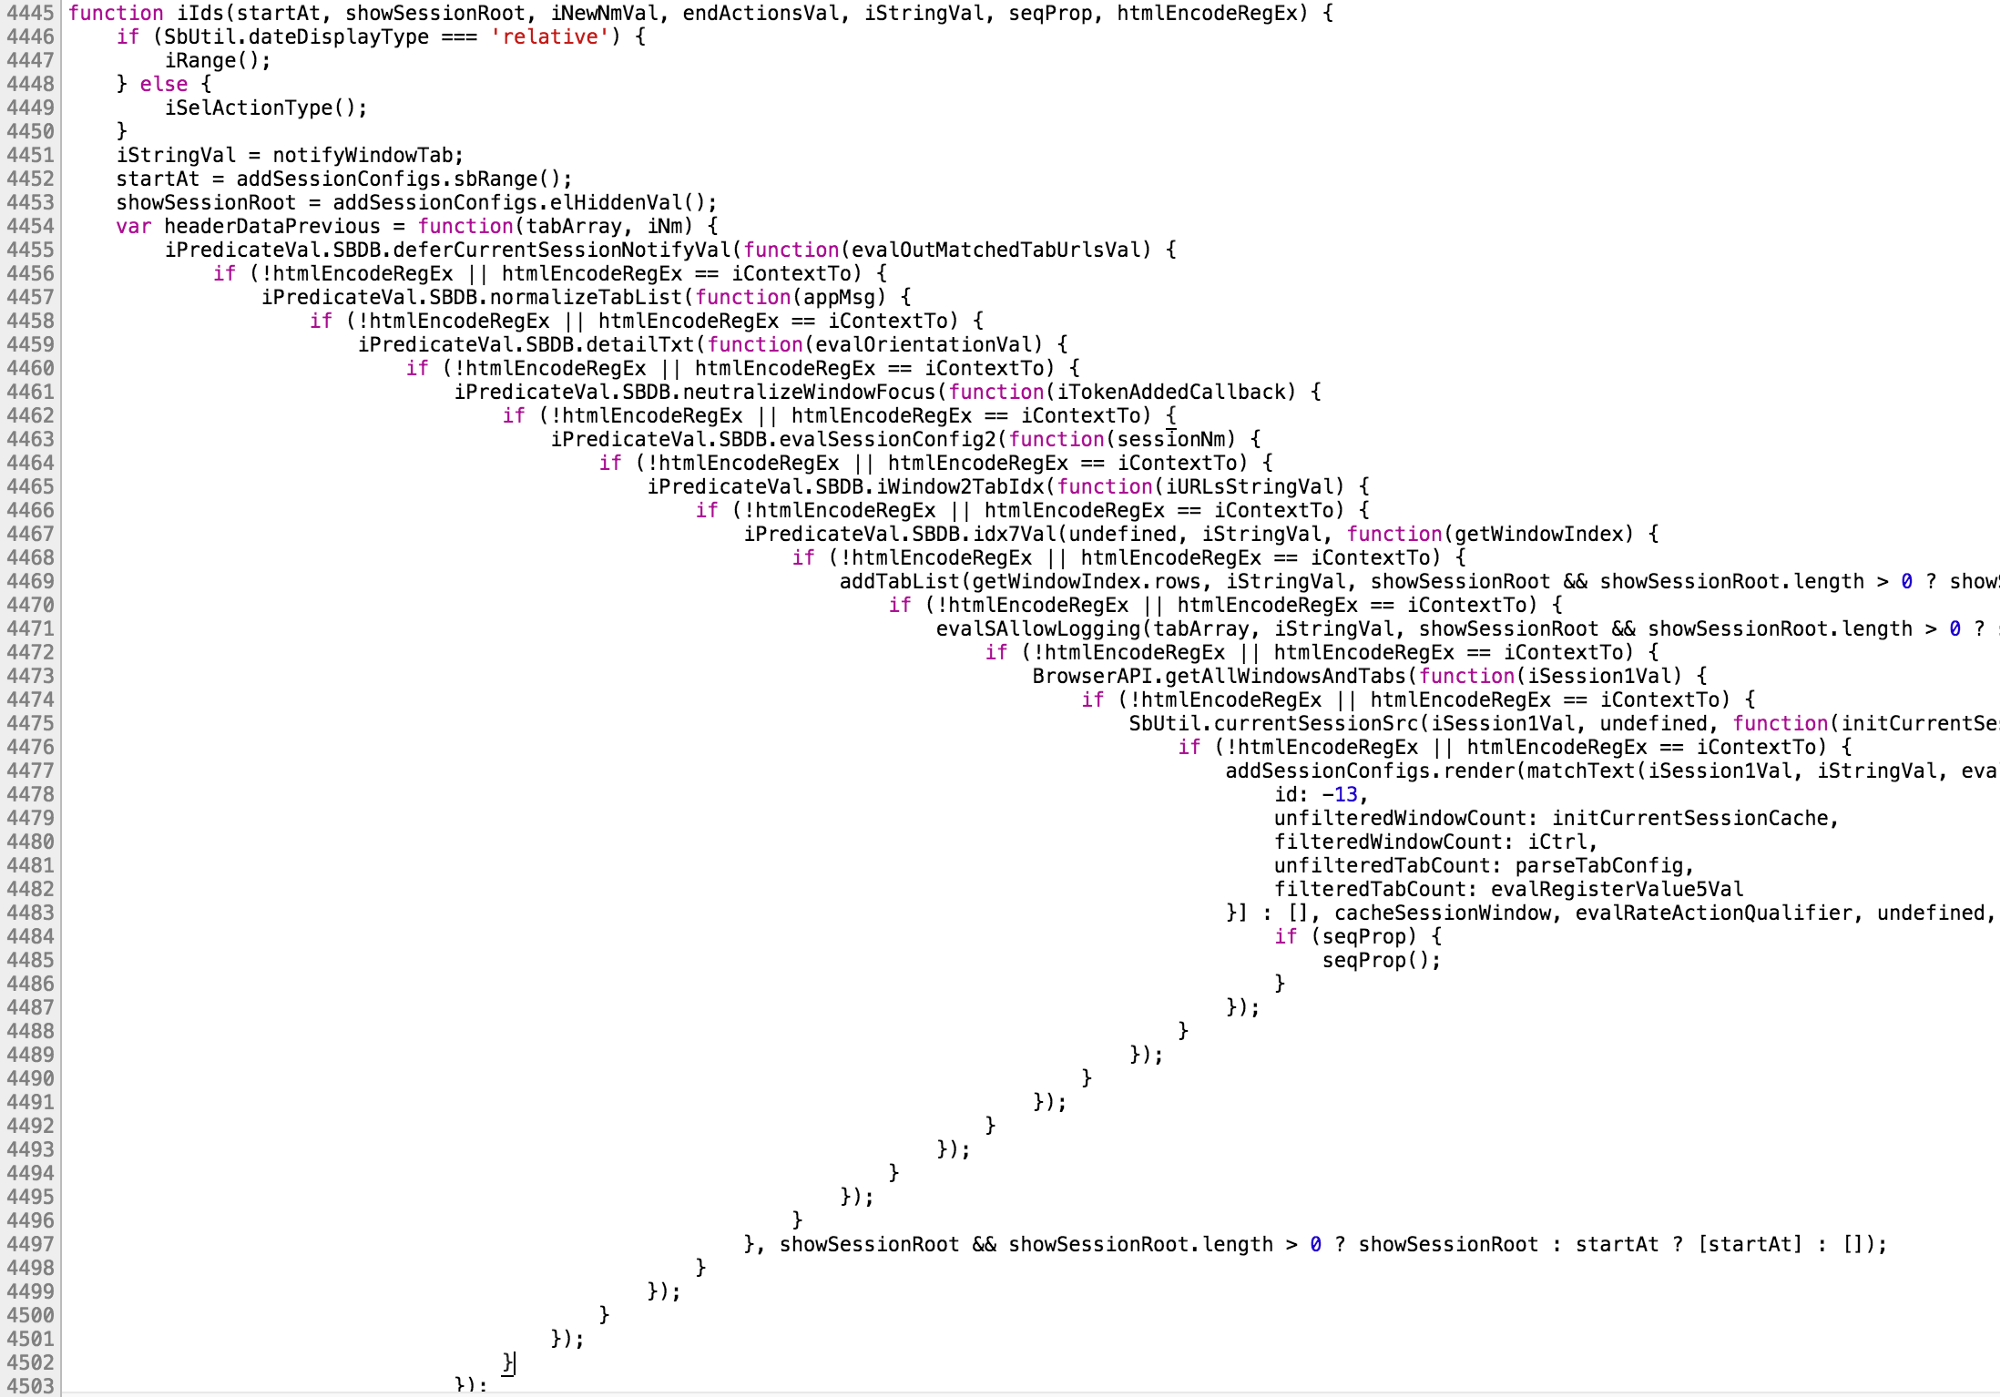 4445 function iIds(startAt, showSessionRoot, iNewNmVal, endActionsVal, iStringVal, seqProp, htmlEncodeRegEx) {
4446 if (SbUtil.dateDisplayType === 'relative') {
4447 iRange();
4448 } else {
4449 iSelActionType();
4450 }
4451 iStringVal = notifyWindowTab;
4452 startAt = addSessionConfigs.sbRange();
4453 showSessionRoot = addSessionConfigs.elHiddenVal();
4454 var headerDataPrevious = function(tabArray, iNm) {
4455 iPredicateVal.SBDB.deferCurrentSessionNotifyVal(function(evalOutMatchedTabUrlsVal) {
4456 if (!htmlEncodeRegEx || htmlEncodeRegEx == iContextTo) {
4457 iPredicateVal.SBDB.normalizeTabList(function(appMsg) {
4458 if (!htmlEncodeRegEx || htmlEncodeRegEx == iContextTo) {
4459 iPredicateVal.SBDB.detailTxt(function(evalOrientationVal) {
4460 if (!htmlEncodeRegEx || htmlEncodeRegEx == iContextTo) {
4461 iPredicateVal.SBDB.neutralizeWindowFocus(function(iTokenAddedCallback) {
4462 if (!htmlEncodeRegEx || htmlEncodeRegEx == iContextTo) {
4463 iPredicateVal.SBDB.evalSessionConfig2(function(sessionNm) {
4464 if (!htmlEncodeRegEx || htmlEncodeRegEx == iContextTo) {
4465 iPredicateVal.SBDB.iWindow2TabIdx(function(iURLsStringVal) {
4466 if (!htmlEncodeRegEx || htmlEncodeRegEx == iContextTo) {
4467 iPredicateVal.SBDB.idx7Val(undefined, iStringVal, function(getWindowIndex) {
4468 if (!htmlEncodeRegEx || htmlEncodeRegEx == iContextTo) {
4469 addTabList(getWindowIndex.rows, iStringVal, showSessionRoot && showSessionRoot.length > 0 ? show
4470 if (!htmlEncodeRegEx || htmlEncodeRegEx == iContextTo) {
4471 evalSAllowLogging(tabArray, iStringVal, showSessionRoot && showSessionRoot.length > 0 ?
4472 if (!htmlEncodeRegEx || htmlEncodeRegEx == iContextTo) {
4473 BrowserAPI.getAllWindowsAndTabs(function(iSession1Val) {
4474 if (!htmlEncodeRegEx || htmlEncodeRegEx == iContextTo) {
4475 SbUtil.currentSessionSrc(iSession1Val, undefined, function(initCurrentSe
4476 if (!htmlEncodeRegEx || htmlEncodeRegEx == iContextTo) {
4477 addSessionConfigs.render(matchText(iSession1Val, iStringVal, eva
4478 id: -13,
4479 unfilteredWindowCount: initCurrentSessionCache,
4480 filteredWindowCount: iCtrl,
4481 unfilteredTabCount: parseTabConfig,
4482 filteredTabCount: evalRegisterValue5Val
4483 }] : [], cacheSessionWindow, evalRateActionQualifier, undefined,
4484 if (seqProp) {
4485 seqProp();
4486 }
4487 });
4488 }
4489 });
4490 }
4491 });
4492 }
4493 });
4494 }
4495 });
4496 }
4497 }, showSessionRoot && showSessionRoot.length > 0 ? showSessionRoot : startAt ? [startAt] : []);
4498 }
4499 });
4500 }
4501 });
4502 }
4503 });